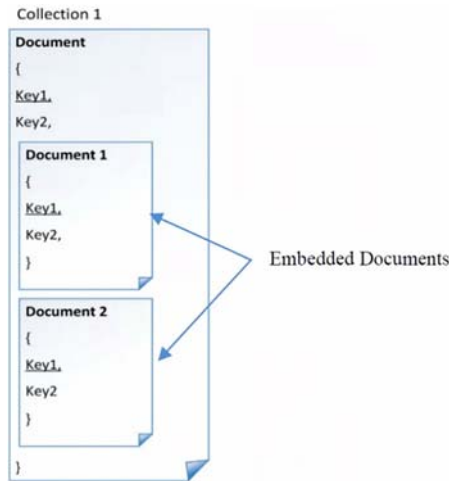 Collection 1
Document
{
Key1,
Key2,
Document 1
{
Key1,
Key2,
}
Embedded Documents
Document 2
{
Key1,
Key2
}
}